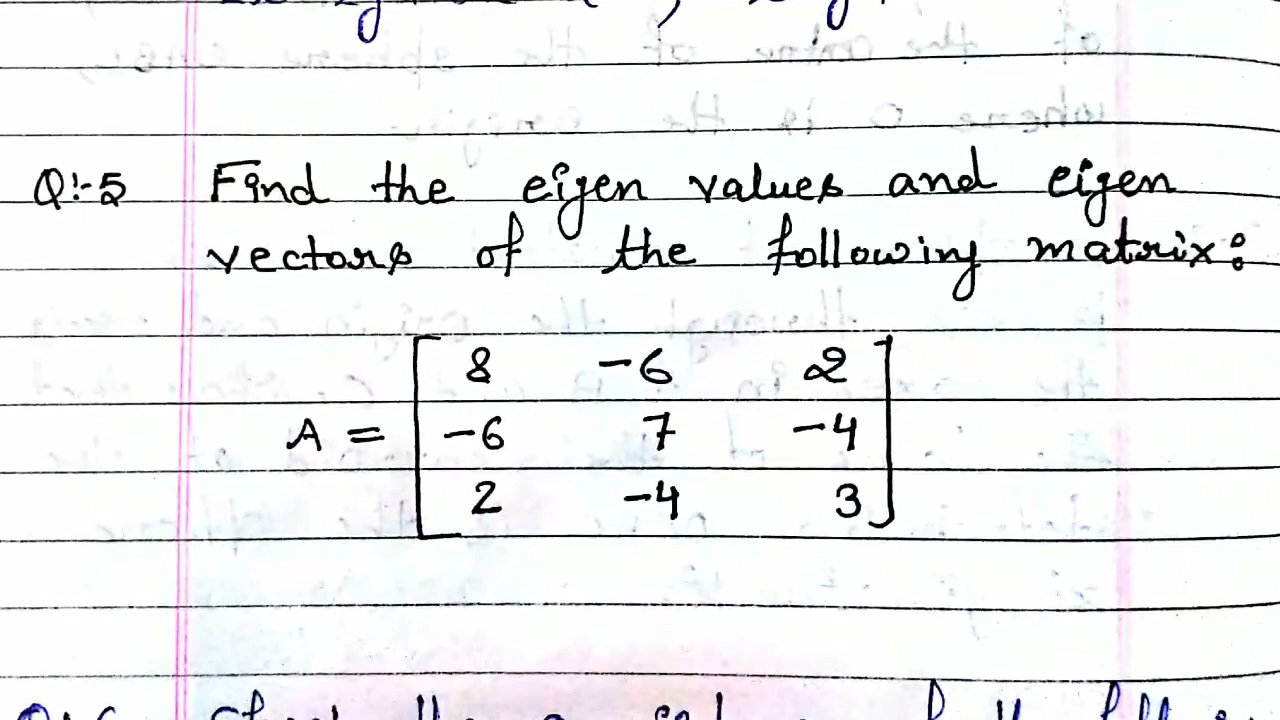 Q:-5 Find the eigen values and eigen
vectors of the following matrix:
A = [ 8 -6 2
-6 7 -4
2 -4 3 ]